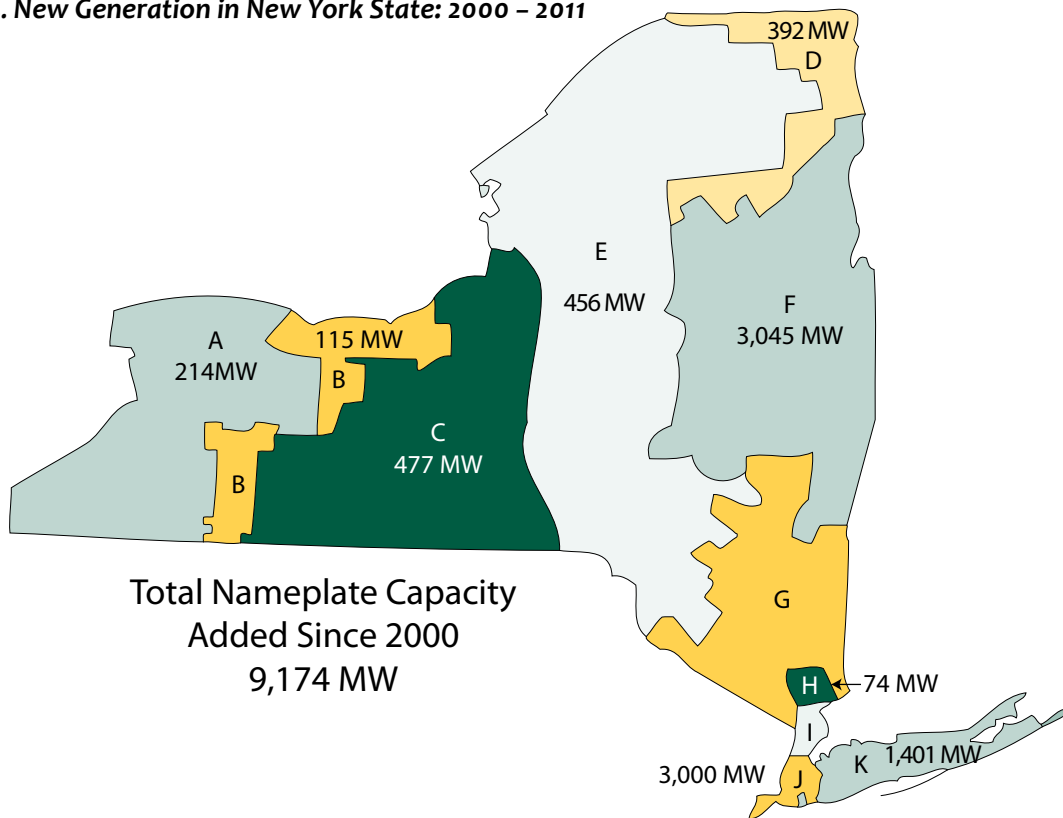 . New Generation in New York State: 2000 – 2011
392 MW
D
E
456 MW
F
3,045 MW
A
214MW
115 MW
B
C
477 MW
B
Total Nameplate Capacity
Added Since 2000
9,174 MW
G
H
74 MW
I
3,000 MW
J
K 1,401 MW